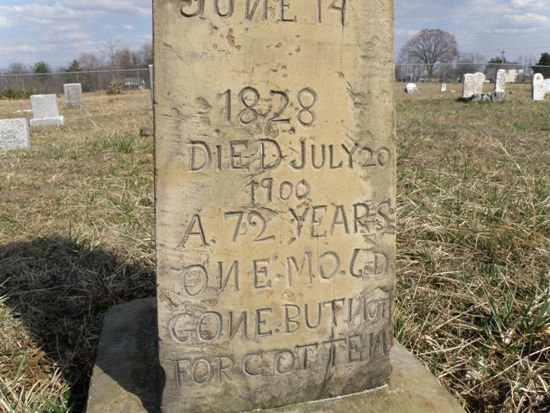 JUNE 14
1828
DIED JULY 20
1900
A. 72 YEARS
ONE. MO. 6 D
GONE. BUT NOT
FORGOTTEN